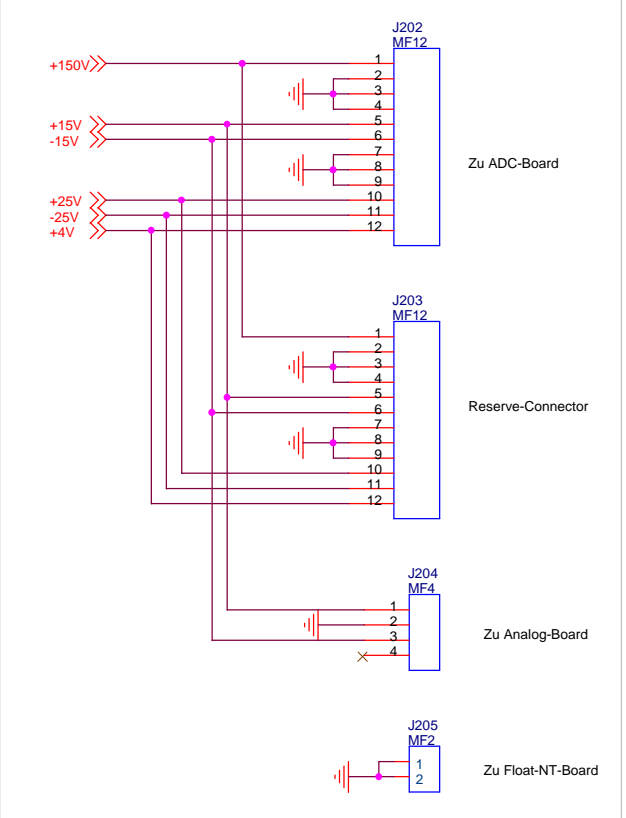 J202
MF12
+150V
1
2
3
4
+15V
5
-15V
6
7
8
Zu ADC-Board
9
+25V
10
-25V
11
+4V
12
J203
MF12
1
2
3
4
5
Reserve-Connector
6
7
8
9
10
11
12
J204
MF4
1
2
3
Zu Analog-Board
4
J205
MF2
1
Zu Float-NT-Board
2